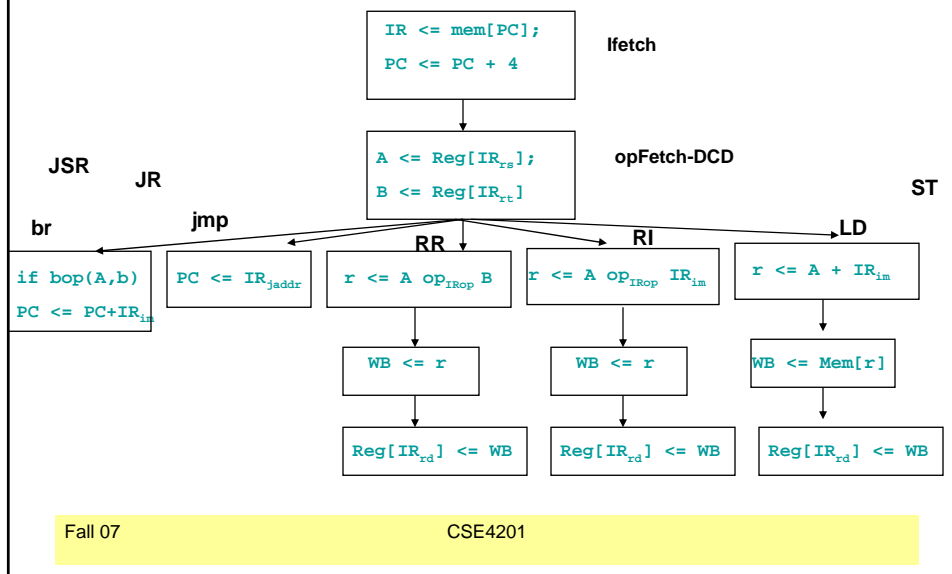 IR <= mem[PC];
PC <= PC + 4
Ifetch
A <= Reg[IRrs];
B <= Reg[IRrt]
opFetch-DCD
JSR
JR
ST
br
jmp
RR
RI
LD
if bop(A,b)
PC <= PC+IRim
PC <= IRjaddr
r <= A opIRop B
r <= A opIRop IRim
r <= A + IRim
WB <= r
WB <= r
WB <= Mem[r]
Reg[IRrd] <= WB
Reg[IRrd] <= WB
Reg[IRrd] <= WB
Fall 07
CSE4201